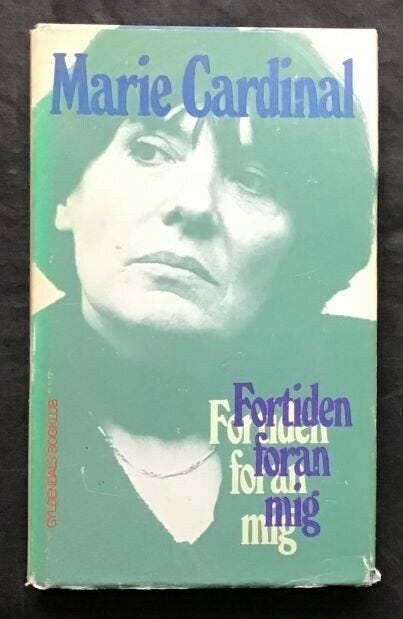 Marie Cardinal
Fortiden
foran
mig
Fortiden
foran
mig
GYLDENDALS BOGKLUB